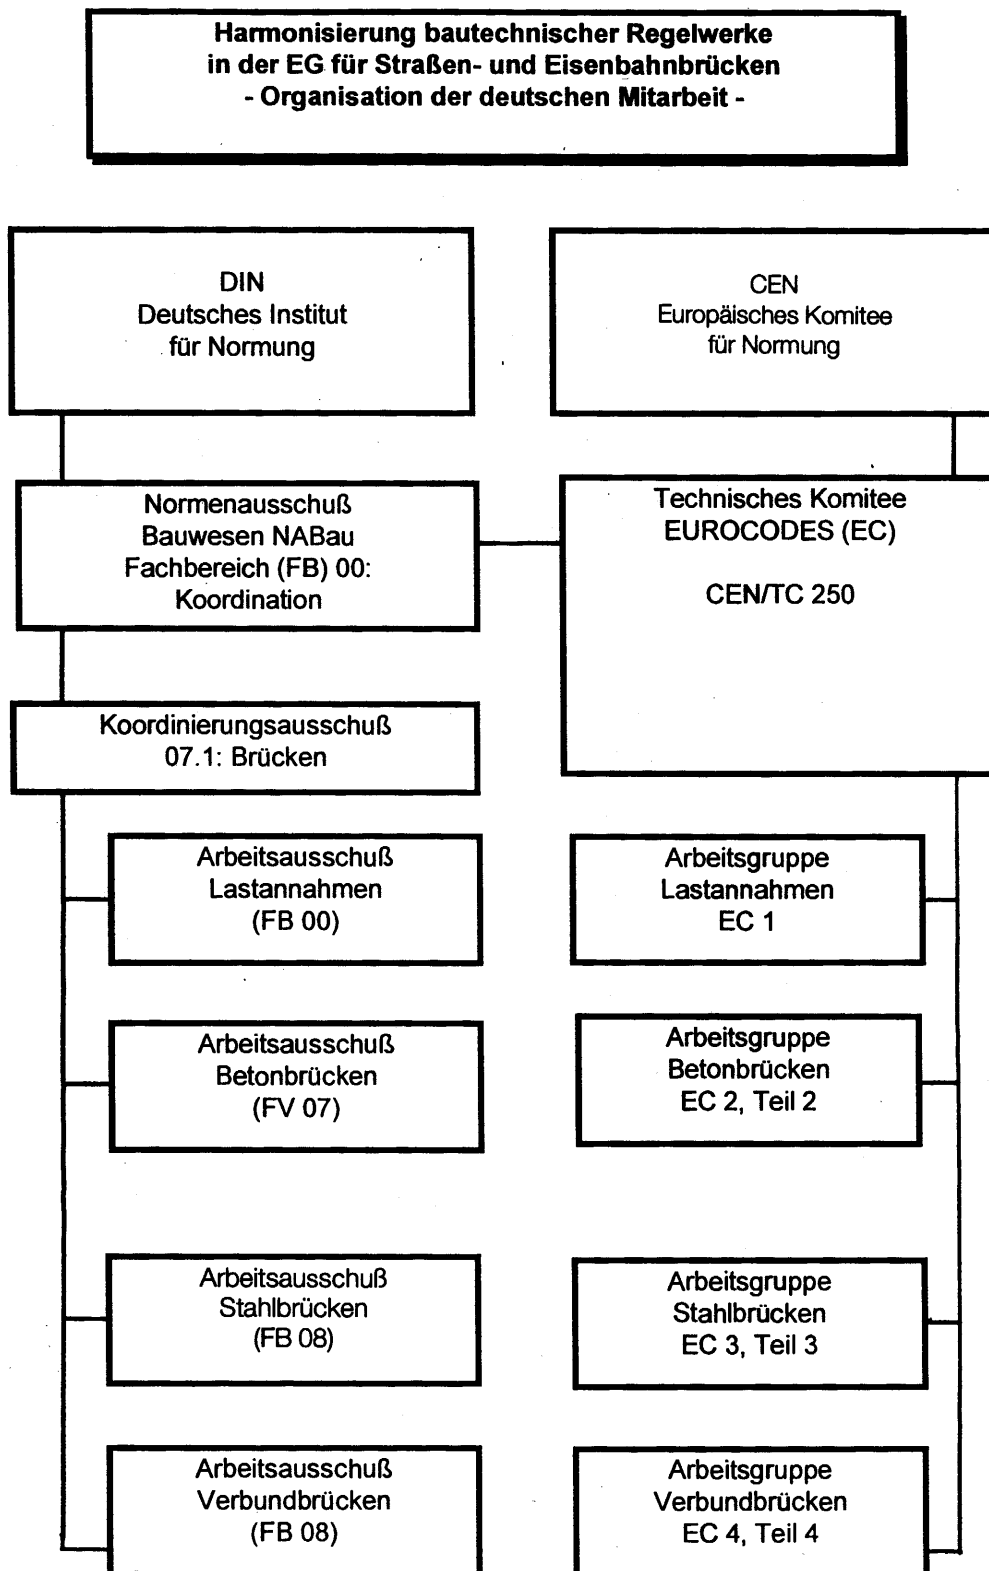 Harmonisierung bautechnischer Regelwerke
in der EG für Straßen- und Eisenbahnbrücken
- Organisation der deutschen Mitarbeit -
DIN
Deutsches Institut
für Normung
CEN
Europäisches Komitee
für Normung
Normenausschuß
Bauwesen NABau
Fachbereich (FB) 00:
Koordination
Technisches Komitee
EUROCODES (EC)
CEN/TC 250
Koordinierungsausschuß
07.1: Brücken
Arbeitsausschuß
Lastannahmen
(FB 00)
Arbeitsgruppe
Lastannahmen
EC 1
Arbeitsausschuß
Betonbrücken
(FV 07)
Arbeitsgruppe
Betonbrücken
EC 2, Teil 2
Arbeitsausschuß
Stahlbrücken
(FB 08)
Arbeitsgruppe
Stahlbrücken
EC 3, Teil 3
Arbeitsausschuß
Verbundbrücken
(FB 08)
Arbeitsgruppe
Verbundbrücken
EC 4, Teil 4